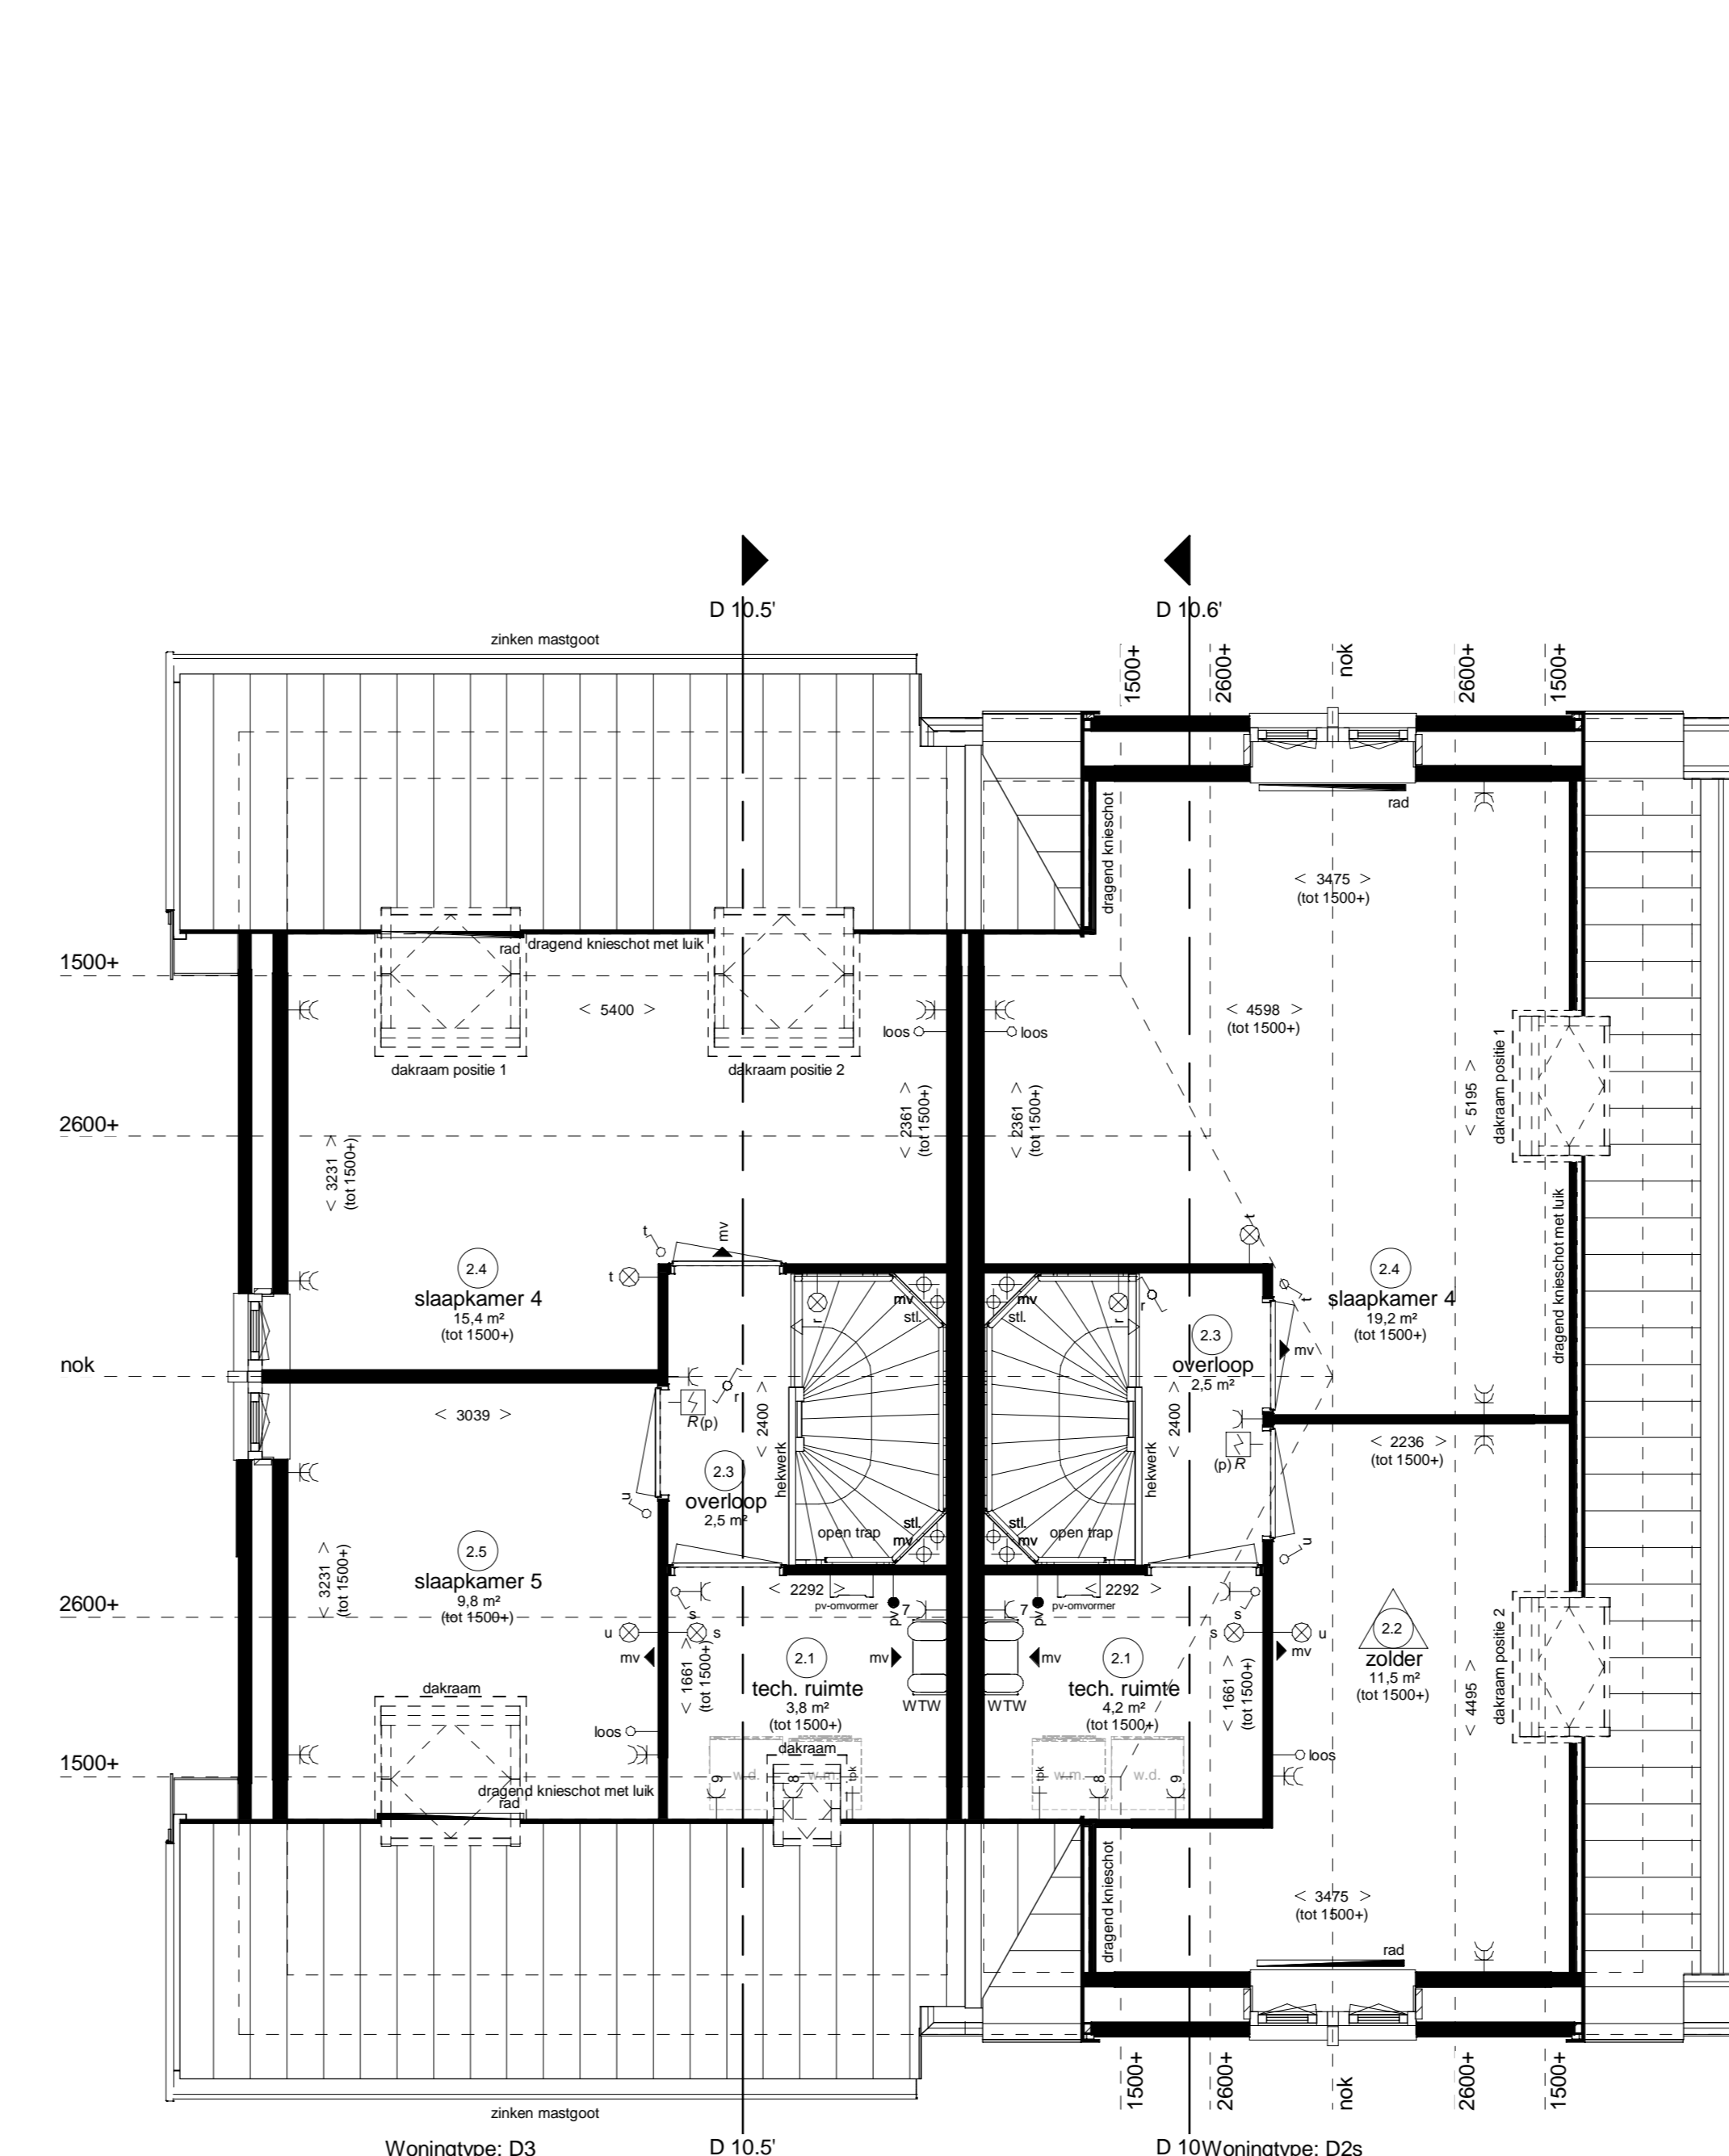 D 10.5'
D 10.6'
zinken mastgoot
1500+
2600+
nok
2600+
1500+
rad
dragend knieschot
< 3475 >
(tot 1500+)
rad
dragend knieschot met luik
1500+
< 5400 >
< 4598 >
(tot 1500+)
loos
loos
dakraam positie 1
dakraam positie 2
dakraam positie 1
< 5195 >
< 2361 >
(tot 1500+)
< 2361 >
(tot 1500+)
2600+
< 3231 >
(tot 1500+)
dragend knieschot met luik
t
mv
t
t
2.4
slaapkamer 4
15,4 m²
(tot 1500+)
mv
stl.
r
mv
stl.
r
r
2.3
overloop
2,5 m²
t
mv
2.4
slaapkamer 4
19,2 m²
(tot 1500+)
nok
< 3039 >
R(p)
r
< 2400 >
hekwerk
< 2400 >
hekwerk
(p) R
< 2236 >
(tot 1500+)
2.3
overloop
2,5 m²
u
open trap
stl.
mv
stl.
mv
open trap
u
2.5
slaapkamer 5
9,8 m²
(tot 1500+)
< 3231 >
(tot 1500+)
2600+
< 2292 >
pv-omvormer
pv
7
7
pv
< 2292 >
pv-omvormer
s
s
u
s
s
u
mv
< 1661 >
(tot 1500+)
2.1
tech. ruimte
3,8 m²
(tot 1500+)
mv
WTW
WTW
mv
2.1
tech. ruimte
4,2 m²
(tot 1500+)
< 1661 >
(tot 1500+)
mv
2.2
zolder
11,5 m²
(tot 1500+)
< 4495 >
dakraam positie 2
dakraam
loos
dakraam
loos
1500+
w.d.
w.m.
9
8
tpk
tpk
w.m.
w.d.
8
9
dragend knieschot met luik
rad
dragend knieschot
< 3475 >
(tot 1500+)
rad
1500+
2600+
nok
2600+
1500+
zinken mastgoot
Woningtype: D3
D 10.5'
D 10
Woningtype: D2s